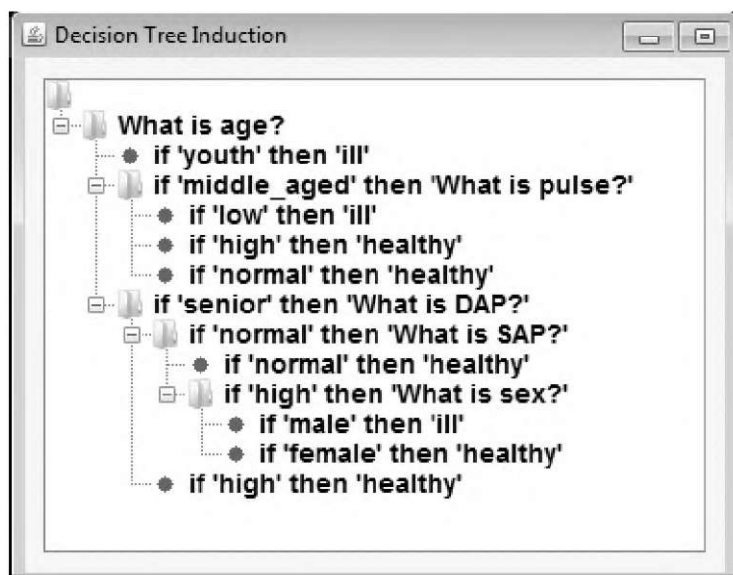 Decision Tree Induction
What is age?
if 'youth' then 'ill'
if 'middle_aged' then 'What is pulse?'
if 'low' then 'ill'
if 'high' then 'healthy'
if 'normal' then 'healthy'
if 'senior' then 'What is DAP?'
if 'normal' then 'What is SAP?'
if 'normal' then 'healthy'
if 'high' then 'What is sex?'
if 'male' then 'ill'
if 'female' then 'healthy'
if 'high' then 'healthy'